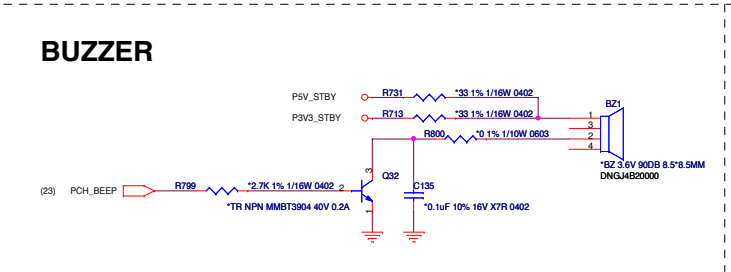 BUZZER
P5V_STBY R731 *33 1% 1/16W 0402
P3V3_STBY R713 *33 1% 1/16W 0402
BZ1
1
3
2
4
R800 *0 1% 1/10W 0603
*BZ 3.6V 90DB 8.5*8.5MM
DNGJ4B20000
3
Q32
(23) PCH_BEEP R799 *2.7K 1% 1/16W 0402 2
C135
1
*TR NPN MMBT3904 40V 0.2A
*0.1uF 10% 16V X7R 0402